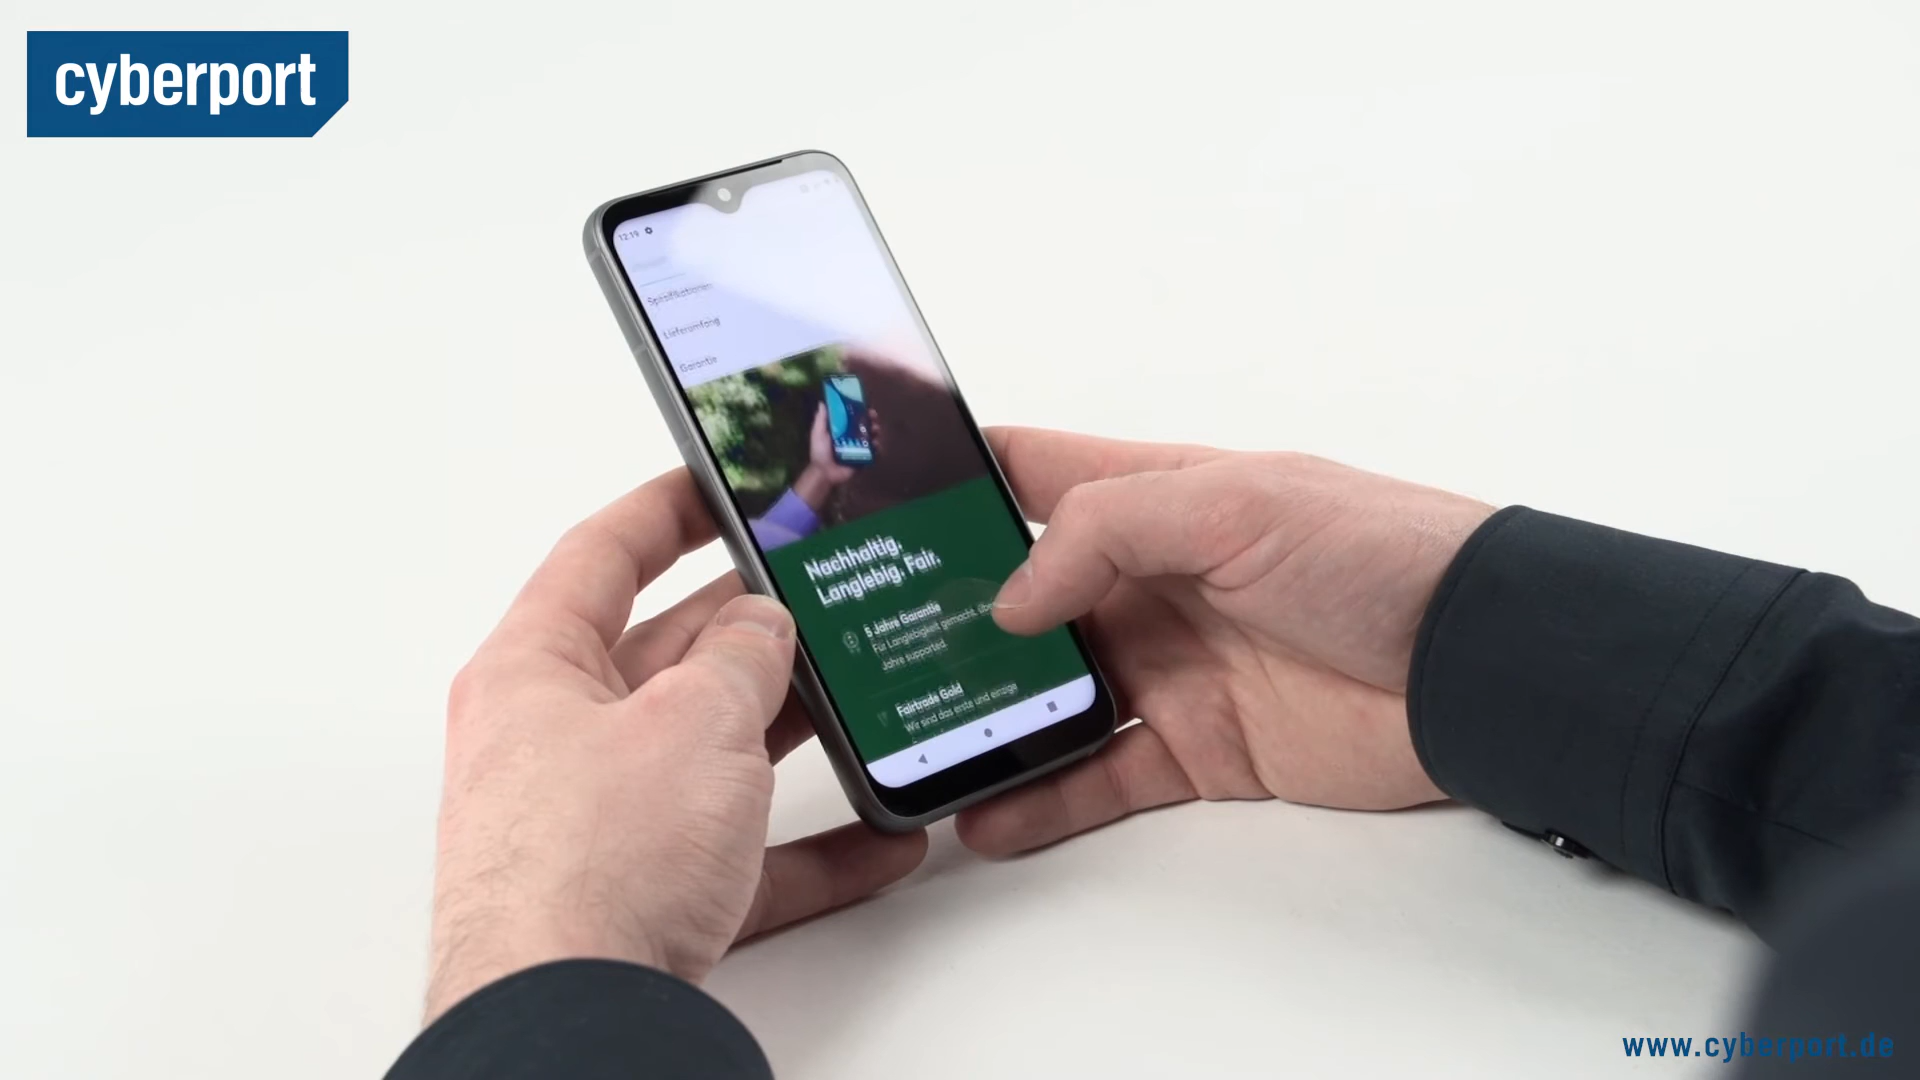 cyberport
12:19
Spezifikationen
Lieferumfang
Garantie
Nachhaltig.
Langlebig. Fair.
5 Jahre Garantie
Für Langlebigkeit gemacht,
Jahre supported.
Fairtrade Gold
Wir sind das erste und einzige
www.cyberport.de